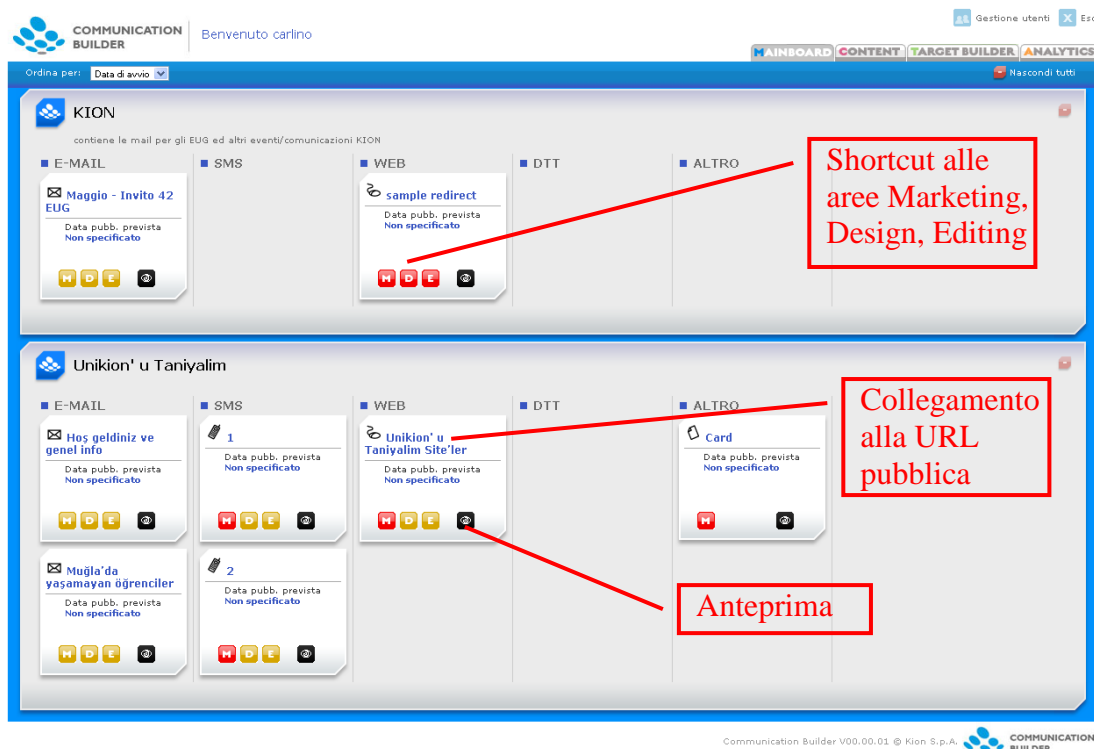 COMMUNICATION
BUILDER
Benvenuto carlino
Gestione utenti
X
MAINBOARD CONTENT TARGET BUILDER ANALYTICS
Ordina per: Data di avvio
Nascondi tutti
KION
contiene le mail per gli EUG ed altri eventi/comunicazioni KION
E-MAIL SMS WEB DTT ALTRO
Maggio - Invito 42
EUG
Data pubb. prevista
Non specificato
M D E
sample redirect
Data pubb. prevista
Non specificato
M D E
Shortcut alle
aree Marketing,
Design, Editing
Unikion' u Taniyalim
E-MAIL SMS WEB DTT ALTRO
Hoş geldiniz ve
genel info
Data pubb. prevista
Non specificato
M D E
1
Data pubb. prevista
Non specificato
M D E
Unikion' u
Taniyalim Site'ler
Data pubb. prevista
Non specificato
M D E
Card
Data pubb. prevista
Non specificato
M
Collegamento
alla URL
pubblica
Muğla'da
yaşamayan öğrenciler
Data pubb. prevista
Non specificato
M D E
2
Data pubb. prevista
Non specificato
M D E
Anteprima
Communication Builder V00.00.01 @ Kion S.p.A.
COMMUNICATION
BUILDER